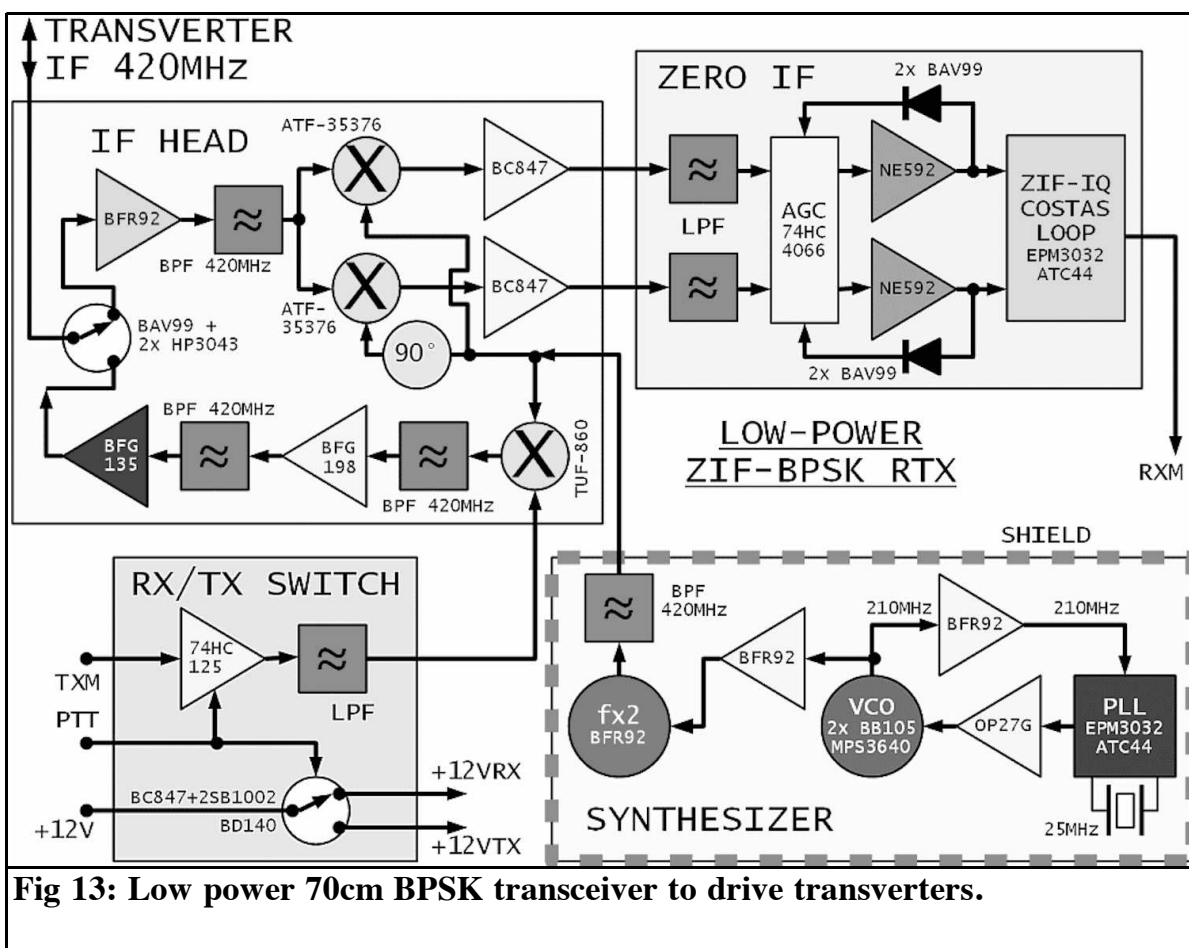 TRANSVERTER
IF 420MHz
IF HEAD
BFR92
BPF 420MHz
ATF-35376
ATF-
35376
BC847
BC847
90°
BAV99 +
2x HP3043
BFG
135
BPF 420MHz
BFG
198
BPF 420MHz
TUF-860
ZERO IF
2x BAV99
LPF
AGC
74HC
4066
NE592
NE592
2x BAV99
ZIF-IQ
COSTAS
LOOP
EPM3032
ATC44
RXM
LOW-POWER
ZIF-BPSK RTX
RX/TX SWITCH
TXM
74HC
125
LPF
PTT
+12V
BC847+2SB1002
BD140
+12VRX
+12VTX
SHIELD
BPF
420MHz
fx2
BFR92
BFR92
210MHz
BFR92
210MHz
VCO
2x BB105
MPS3640
OP27G
PLL
EPM3032
ATC44
25MHz
SYNTHESIZER
Fig 13: Low power 70cm BPSK transceiver to drive transverters.